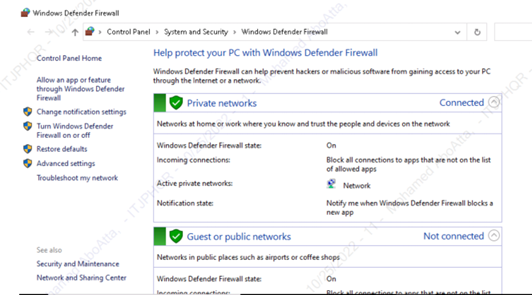 Windows Defender Firewall
Control Panel > System and Security > Windows Defender Firewall
Control Panel Home
Allow an app or feature
through Windows Defender
Firewall
Change notification settings
Turn Windows Defender
Firewall on or off
Restore defaults
Advanced settings
Troubleshoot my network
See also
Security and Maintenance
Network and Sharing Center
Help protect your PC with Windows Defender Firewall
Windows Defender Firewall can help prevent hackers or malicious software from gaining access to your PC
through the Internet or a network.
Private networks Connected
Networks at home or work where you know and trust the people and devices on the network
Windows Defender Firewall state: On
Incoming connections: Block all connections to apps that are not on the list
of allowed apps
Active private networks: Network
Notification state: Notify me when Windows Defender Firewall blocks a
new app
Guest or public networks Not connected
Networks in public places such as airports or coffee shops
Windows Defender Firewall state: On
Incoming connections: Block all connections to apps that are not on the list